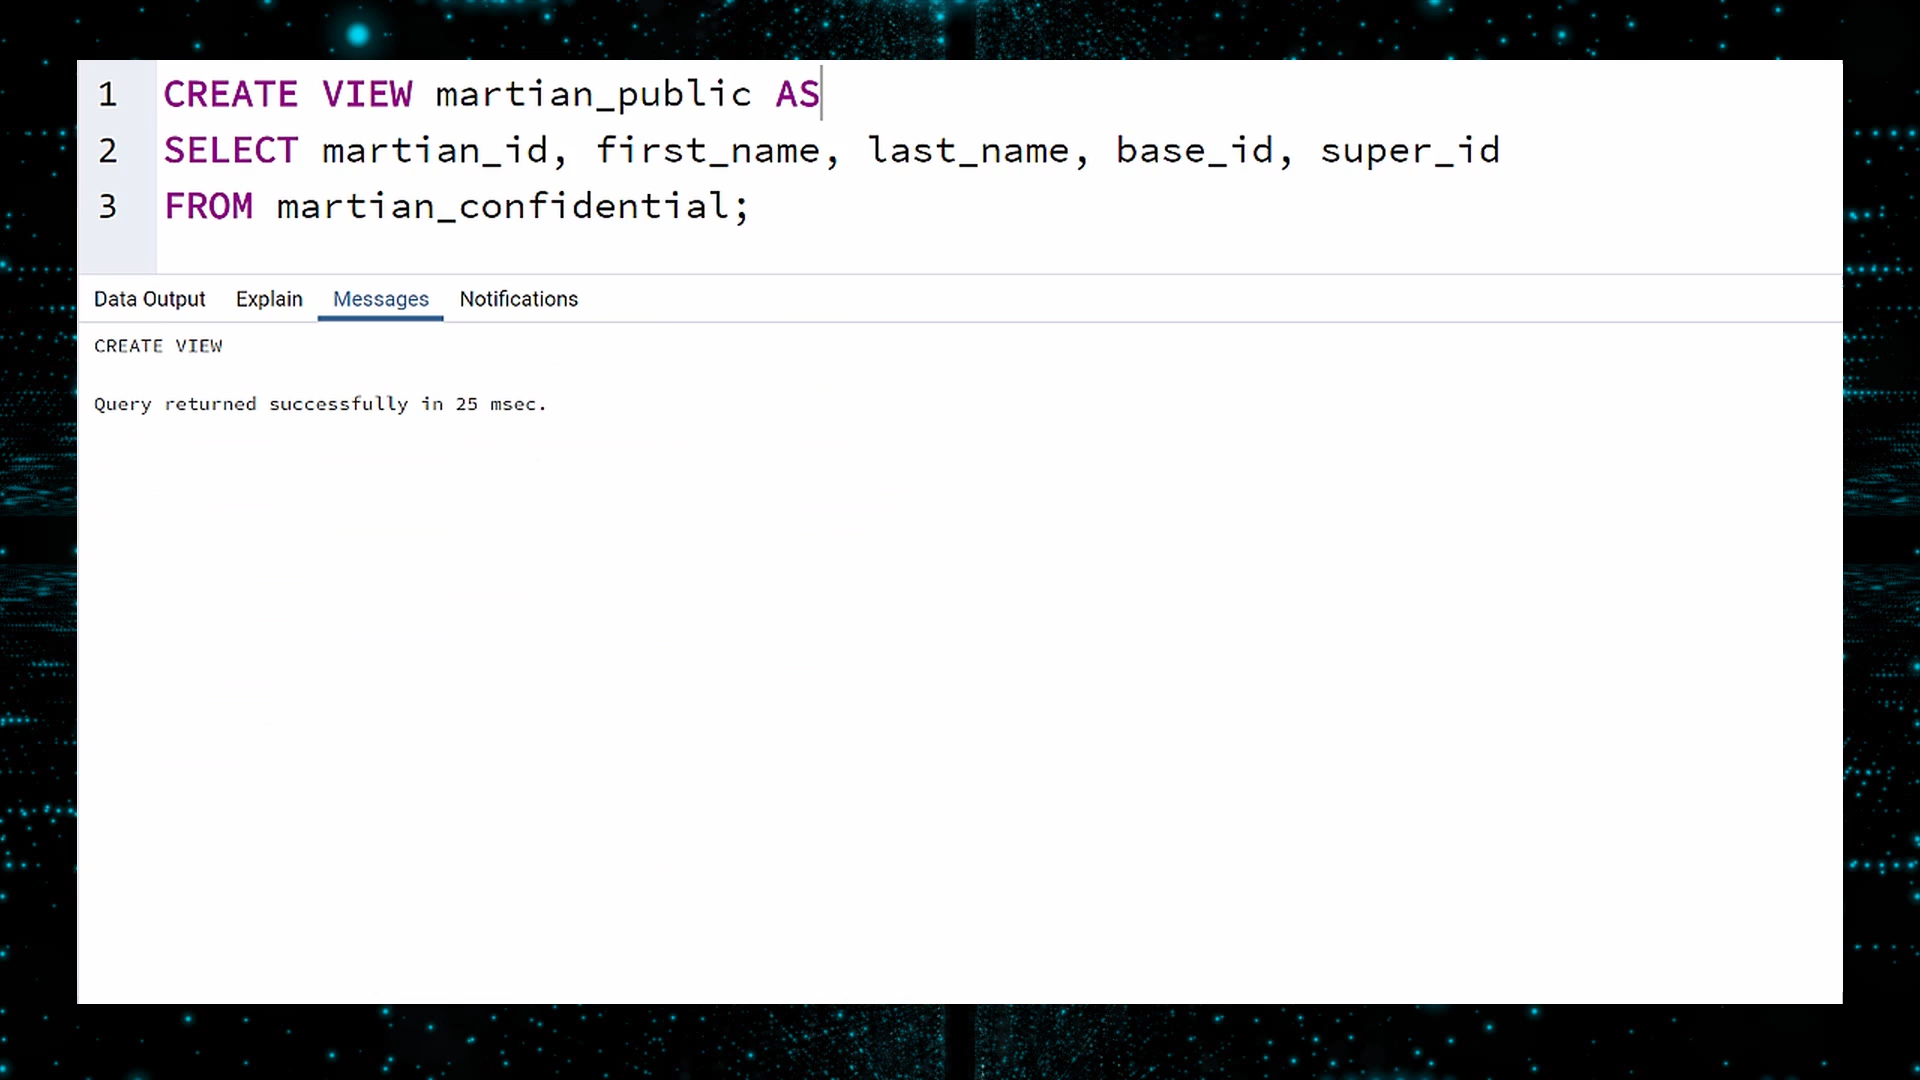 1 CREATE VIEW martian_public AS
2 SELECT martian_id, first_name, last_name, base_id, super_id
3 FROM martian_confidential;
Data Output Explain Messages Notifications
CREATE VIEW
Query returned successfully in 25 msec.